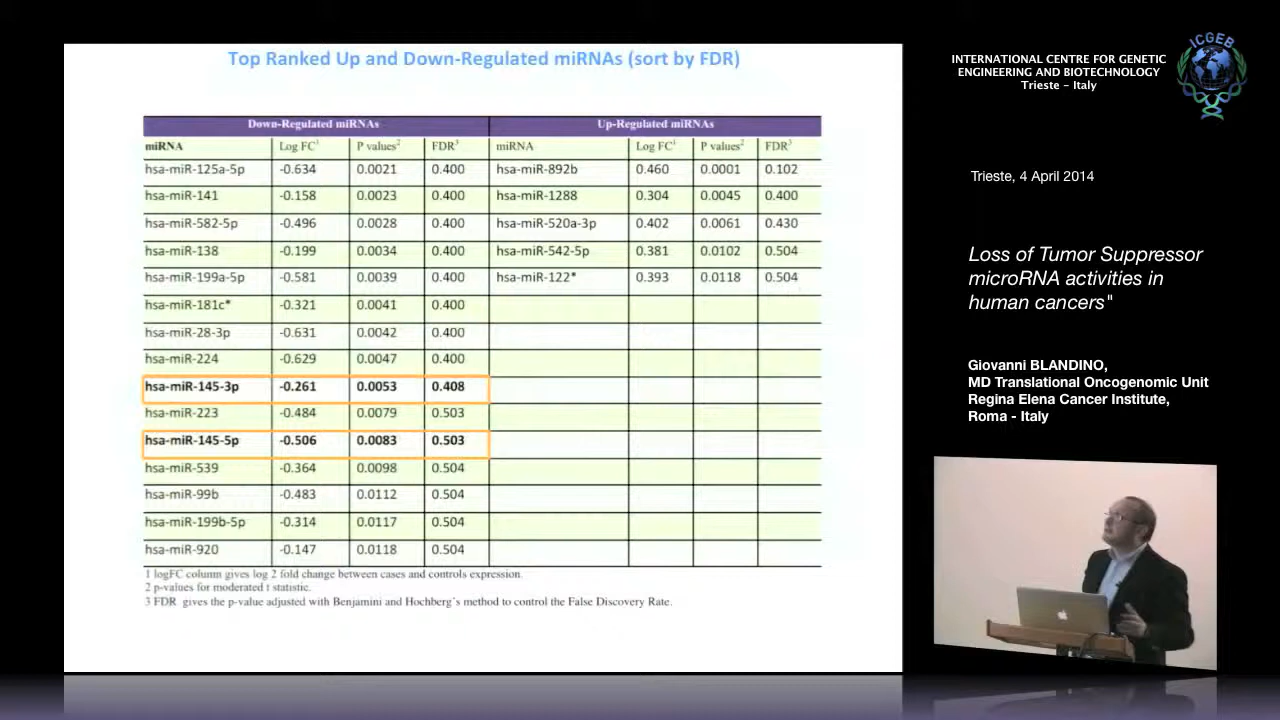 Top Ranked Up and Down-Regulated miRNAs (sort by FDR)
Down-Regulated miRNAs Up-Regulated miRNAs
miRNA Log FC1 P values2 FDR3 miRNA Log FC1 P values2 FDR3
hsa-miR-125a-5p -0.634 0.0021 0.400 hsa-miR-892b 0.460 0.0001 0.102
hsa-miR-141 -0.158 0.0023 0.400 hsa-miR-1288 0.304 0.0045 0.400
hsa-miR-582-5p -0.496 0.0028 0.400 hsa-miR-520a-3p 0.402 0.0061 0.430
hsa-miR-138 -0.199 0.0034 0.400 hsa-miR-542-5p 0.381 0.0102 0.504
hsa-miR-199a-5p -0.581 0.0039 0.400 hsa-miR-122* 0.393 0.0118 0.504
hsa-miR-181c* -0.321 0.0041 0.400
hsa-miR-28-3p -0.631 0.0042 0.400
hsa-miR-224 -0.629 0.0047 0.400
hsa-miR-145-3p -0.261 0.0053 0.408
hsa-miR-223 -0.484 0.0079 0.503
hsa-miR-145-5p -0.506 0.0083 0.503
hsa-miR-539 -0.364 0.0098 0.504
hsa-miR-99b -0.483 0.0112 0.504
hsa-miR-199b-5p -0.314 0.0117 0.504
hsa-miR-920 -0.147 0.0118 0.504
1 logFC column gives log 2 fold change between cases and controls expression.
2 p-values for moderated t statistic.
3 FDR gives the p-value adjusted with Benjamini and Hochberg's method to control the False Discovery Rate.
INTERNATIONAL CENTRE FOR GENETIC
ENGINEERING AND BIOTECHNOLOGY
Trieste - Italy
ICGEB
Trieste, 4 April 2014
Loss of Tumor Suppressor
microRNA activities in
human cancers"
Giovanni BLANDINO,
MD Translational Oncogenomic Unit
Regina Elena Cancer Institute,
Roma - Italy